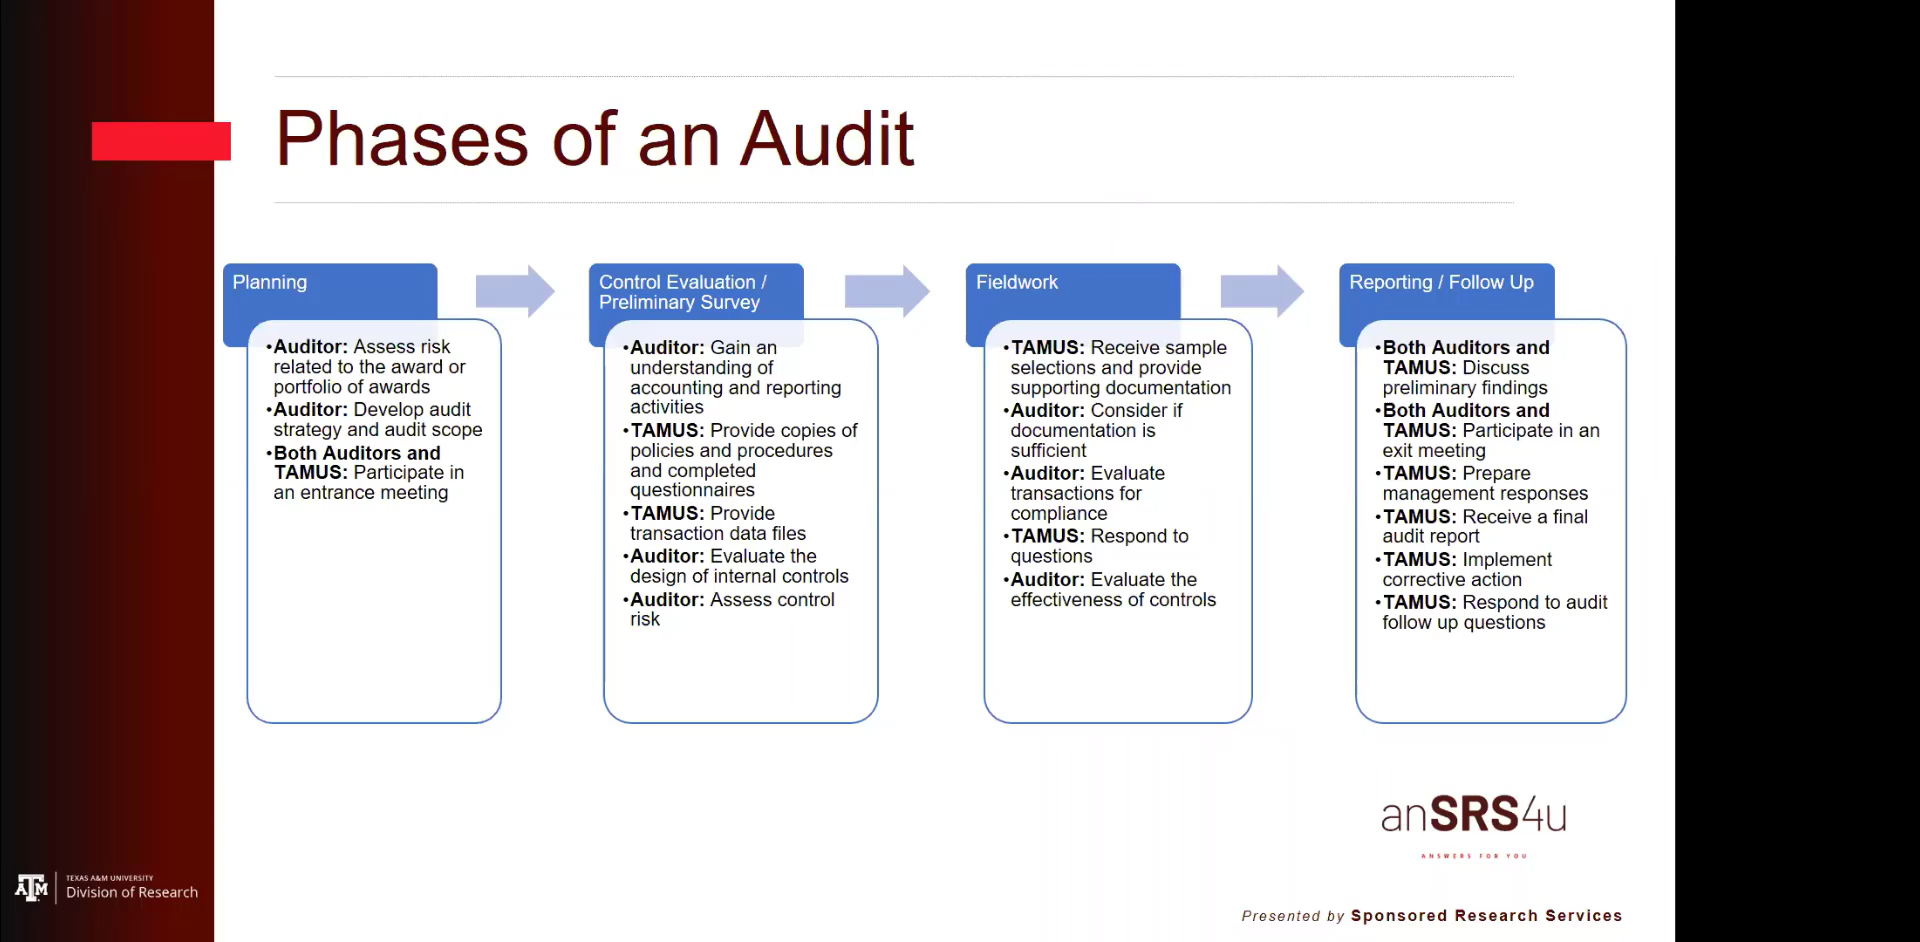 Phases of an Audit
Planning
•Auditor: Assess risk
related to the award or
portfolio of awards
•Auditor: Develop audit
strategy and audit scope
•Both Auditors and
TAMUS: Participate in
an entrance meeting
Control Evaluation /
Preliminary Survey
•Auditor: Gain an
understanding of
accounting and reporting
activities
•TAMUS: Provide copies of
policies and procedures
and completed
questionnaires
•TAMUS: Provide
transaction data files
•Auditor: Evaluate the
design of internal controls
•Auditor: Assess control
risk
Fieldwork
•TAMUS: Receive sample
selections and provide
supporting documentation
•Auditor: Consider if
documentation is
sufficient
•Auditor: Evaluate
transactions for
compliance
•TAMUS: Respond to
questions
•Auditor: Evaluate the
effectiveness of controls
Reporting / Follow Up
•Both Auditors and
TAMUS: Discuss
preliminary findings
•Both Auditors and
TAMUS: Participate in an
exit meeting
•TAMUS: Prepare
management responses
•TAMUS: Receive a final
audit report
•TAMUS: Implement
corrective action
•TAMUS: Respond to audit
follow up questions
anSRS4u
ANSWERS FOR YOU
ATM
TEXAS A&M UNIVERSITY
Division of Research
Presented by Sponsored Research Services